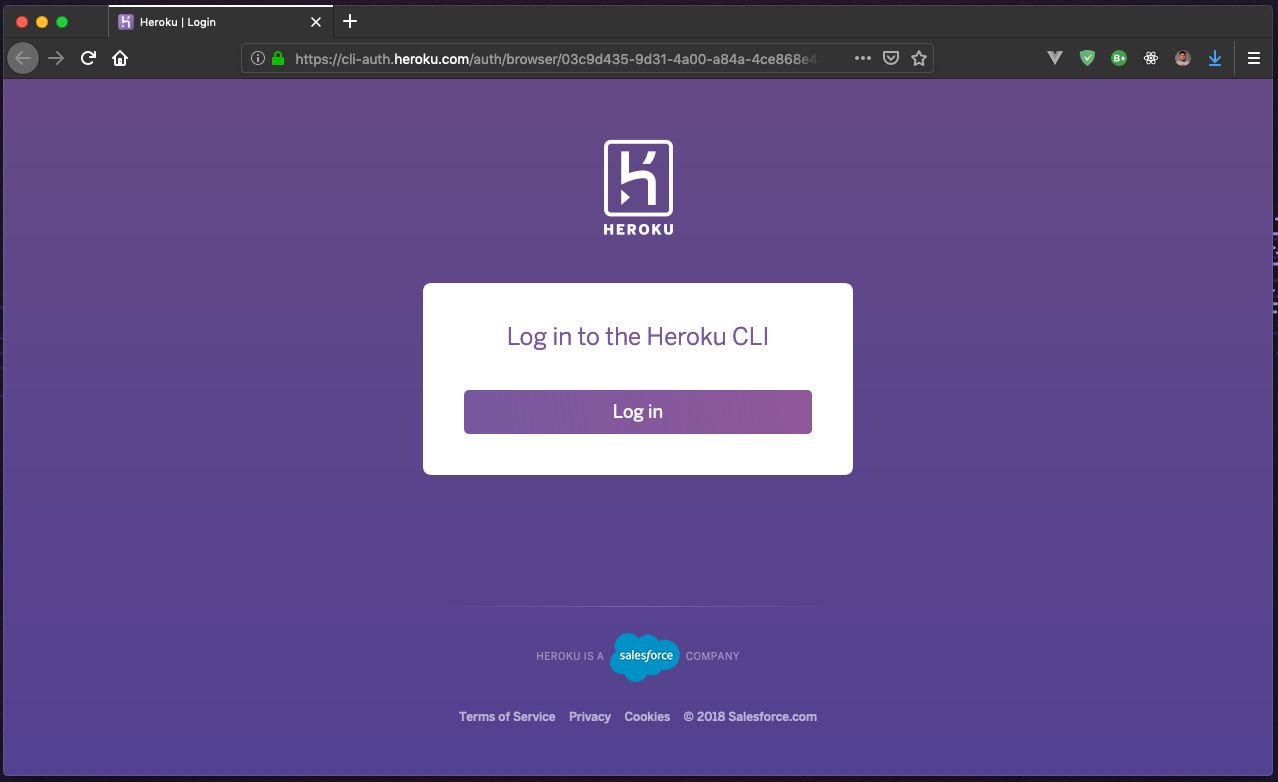 Heroku | Login
https://cli-auth.heroku.com/auth/browser/03c9d435-9d31-4a00-a84a-4ce868e4
B+
HEROKU
Log in to the Heroku CLI
Log in
HEROKU IS A salesforce COMPANY
Terms of Service Privacy Cookies © 2018 Salesforce.com